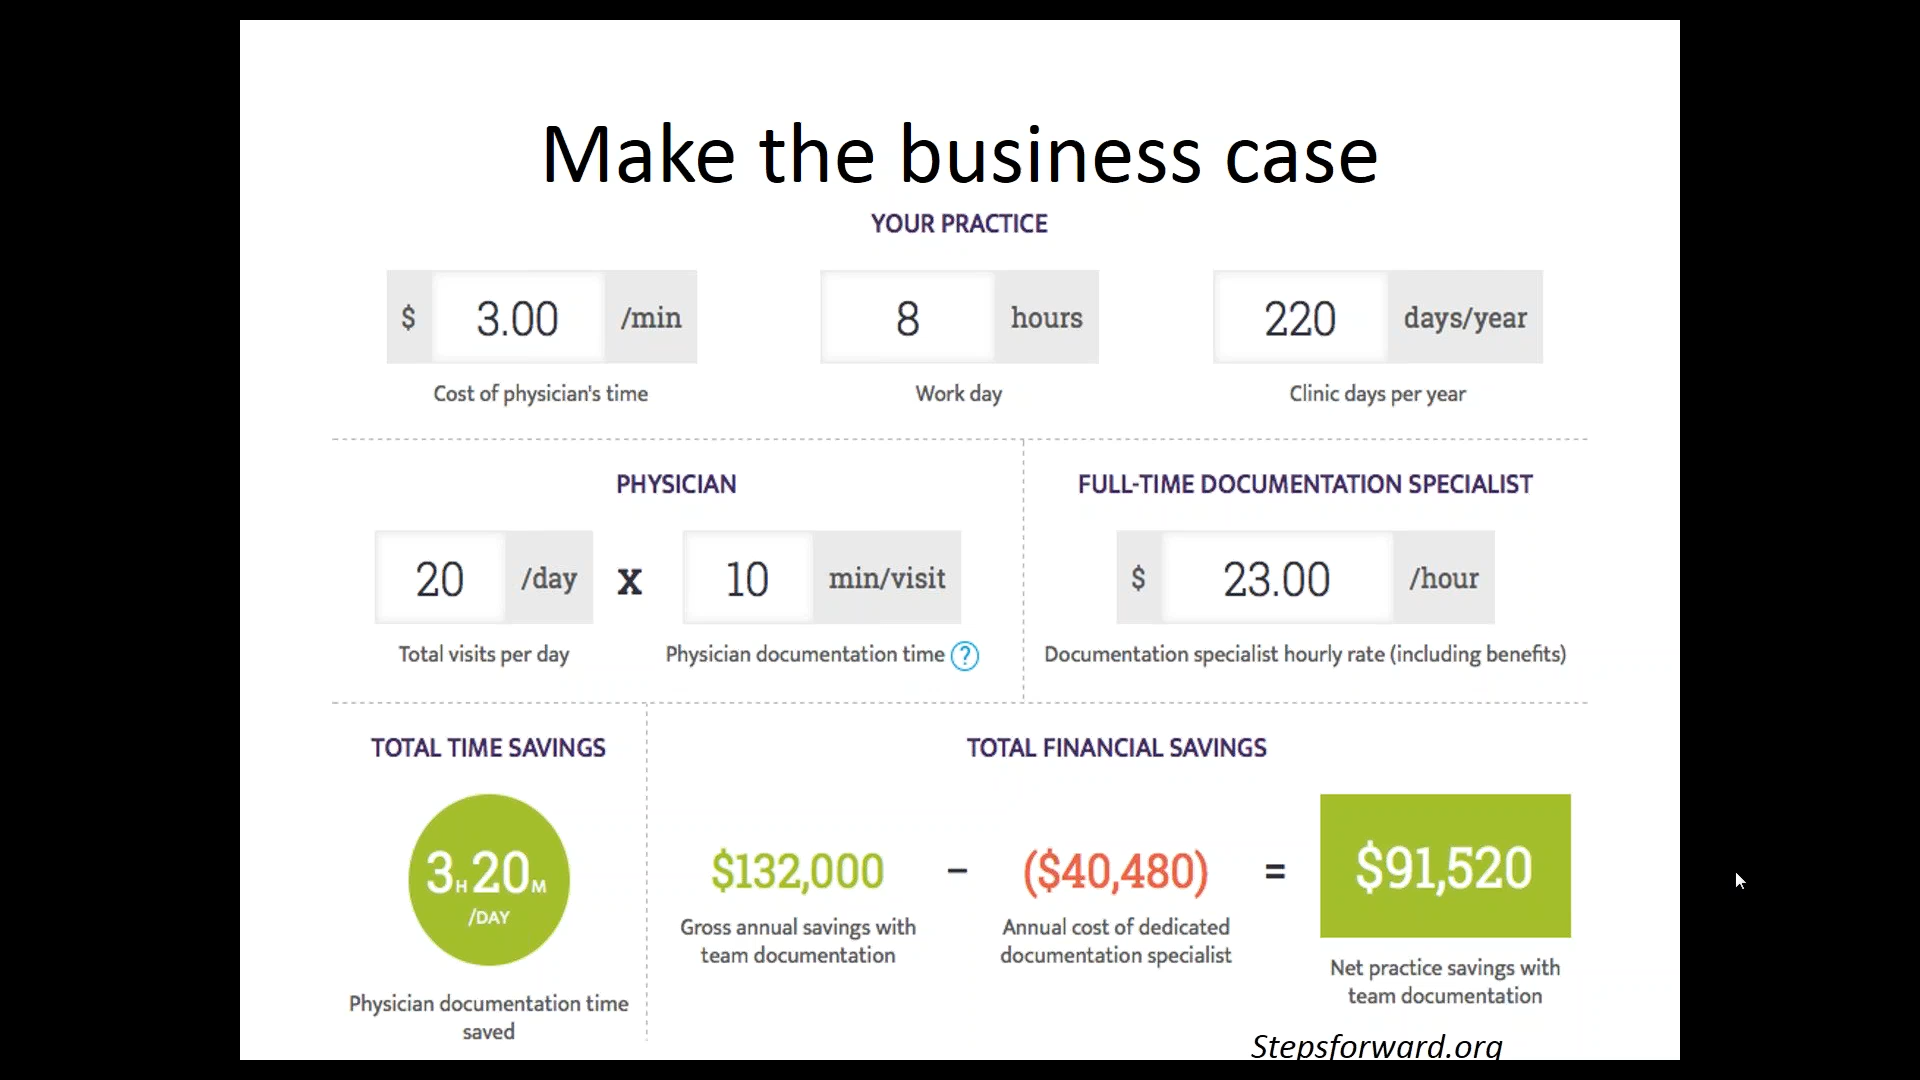 Make the business case
YOUR PRACTICE
$ 3.00 /min
8 hours
220 days/year
Cost of physician's time
Work day
Clinic days per year
PHYSICIAN
20 /day x 10 min/visit
Total visits per day
Physician documentation time ?
FULL-TIME DOCUMENTATION SPECIALIST
$ 23.00 /hour
Documentation specialist hourly rate (including benefits)
TOTAL TIME SAVINGS
3H20M
/DAY
Physician documentation time
saved
TOTAL FINANCIAL SAVINGS
$132,000 – ($40,480) = $91,520
Gross annual savings with
team documentation
Annual cost of dedicated
documentation specialist
Net practice savings with
team documentation
Stepsforward.org